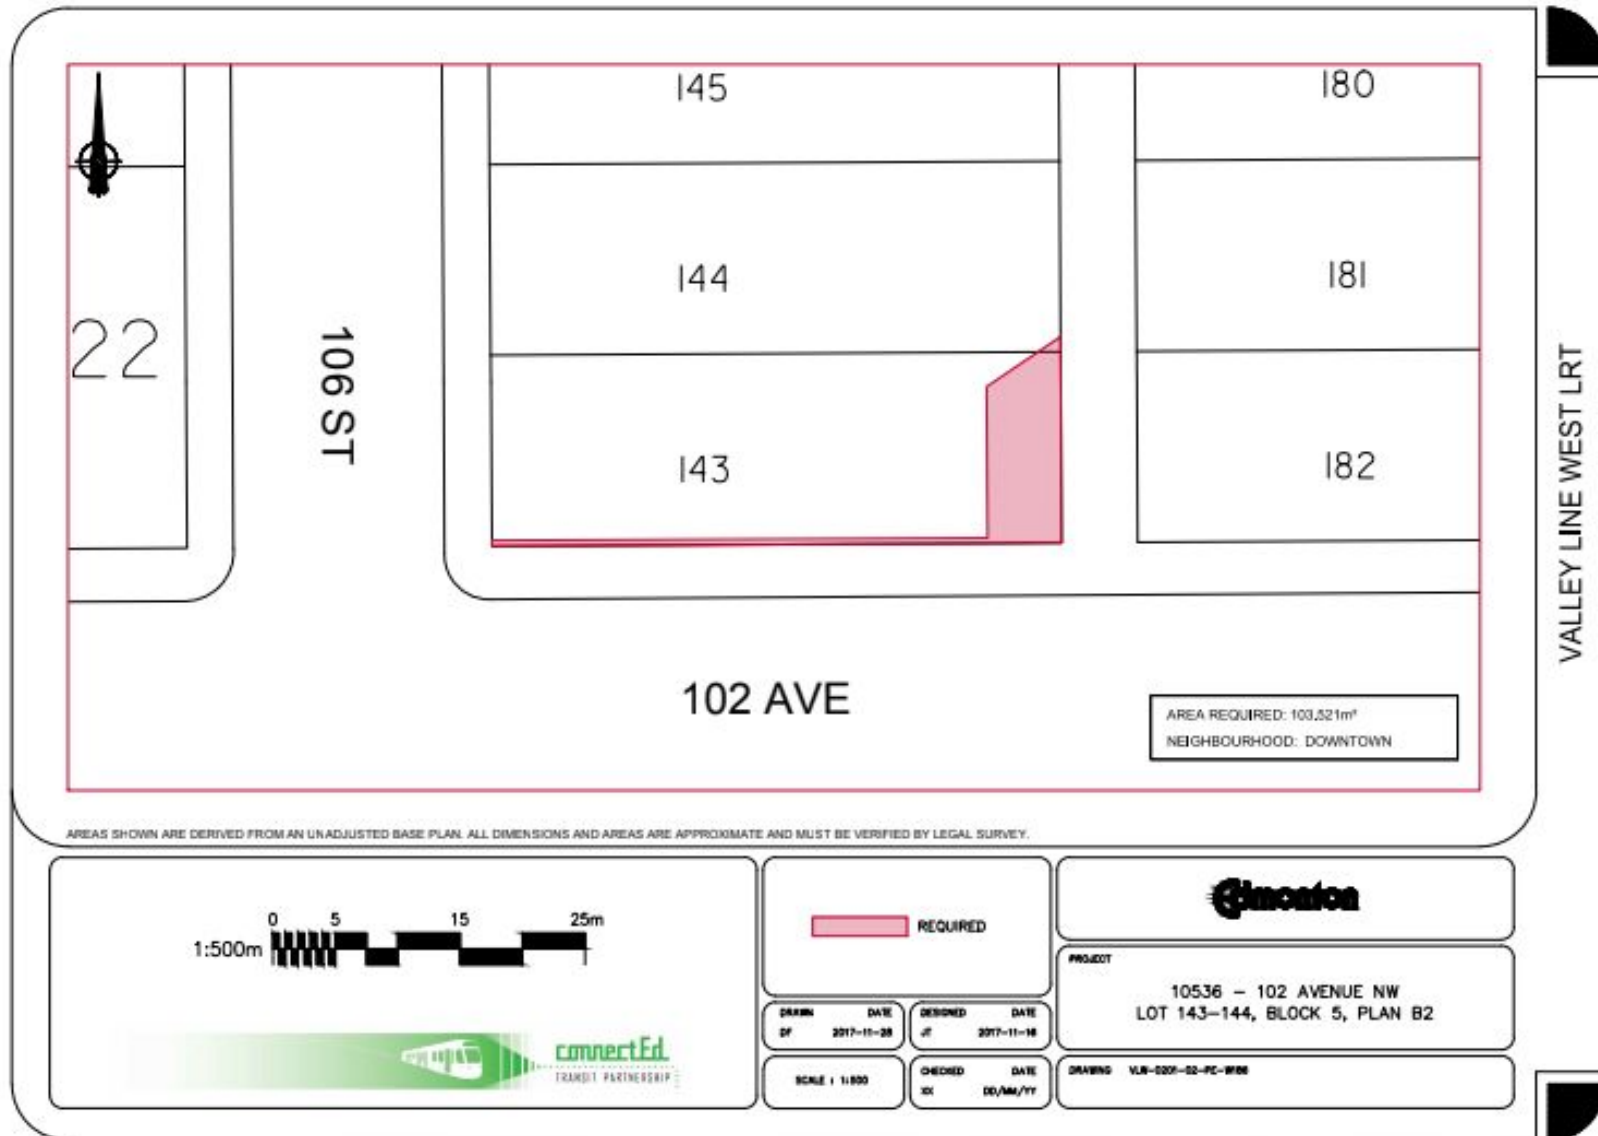 145
180
144
181
22
106 ST
143
182
102 AVE
AREA REQUIRED: 103.521m²
NEIGHBOURHOOD: DOWNTOWN
VALLEY LINE WEST LRT
AREAS SHOWN ARE DERIVED FROM AN UNADJUSTED BASE PLAN. ALL DIMENSIONS AND AREAS ARE APPROXIMATE AND MUST BE VERIFIED BY LEGAL SURVEY.
0 5 15 25m
1:500m
connectEd
TRANSIT PARTNERSHIP
REQUIRED
DRAWN DATE
DF 2017-11-28
DESIGNED DATE
JT 2017-11-16
SCALE : 1:500
CHECKED DATE
XX DD/MM/YY
Edmonton
PROJECT
10536 - 102 AVENUE NW
LOT 143-144, BLOCK 5, PLAN B2
DRAWING